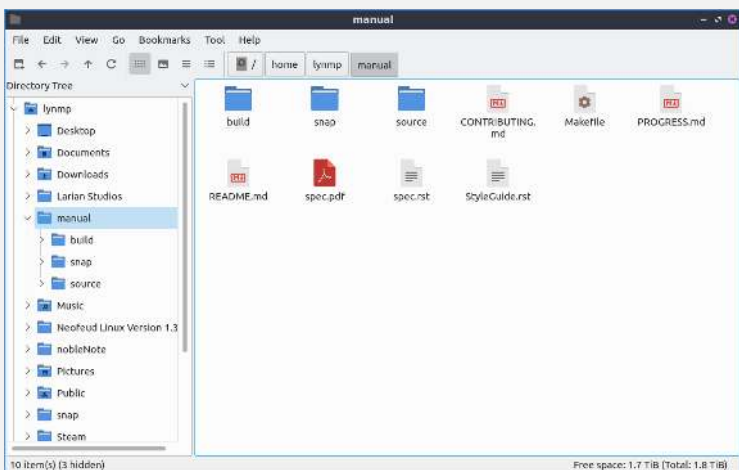 manual
File Edit View Go Bookmarks Tool Help
/ home lynmp manual
Directory Tree
lynmp
Desktop
Documents
Downloads
Larian Studios
manual
build
snap
source
Music
Neofeud Linux Version 1.3
nobleNote
Pictures
Public
snap
Steam
build snap source CONTRIBUTING. Makefile PROGRESS.md
md
README.md spec.pdf spec.rst StyleGuide.rst
10 item(s) (3 hidden) Free space: 1.7 TiB (Total: 1.8 TiB)